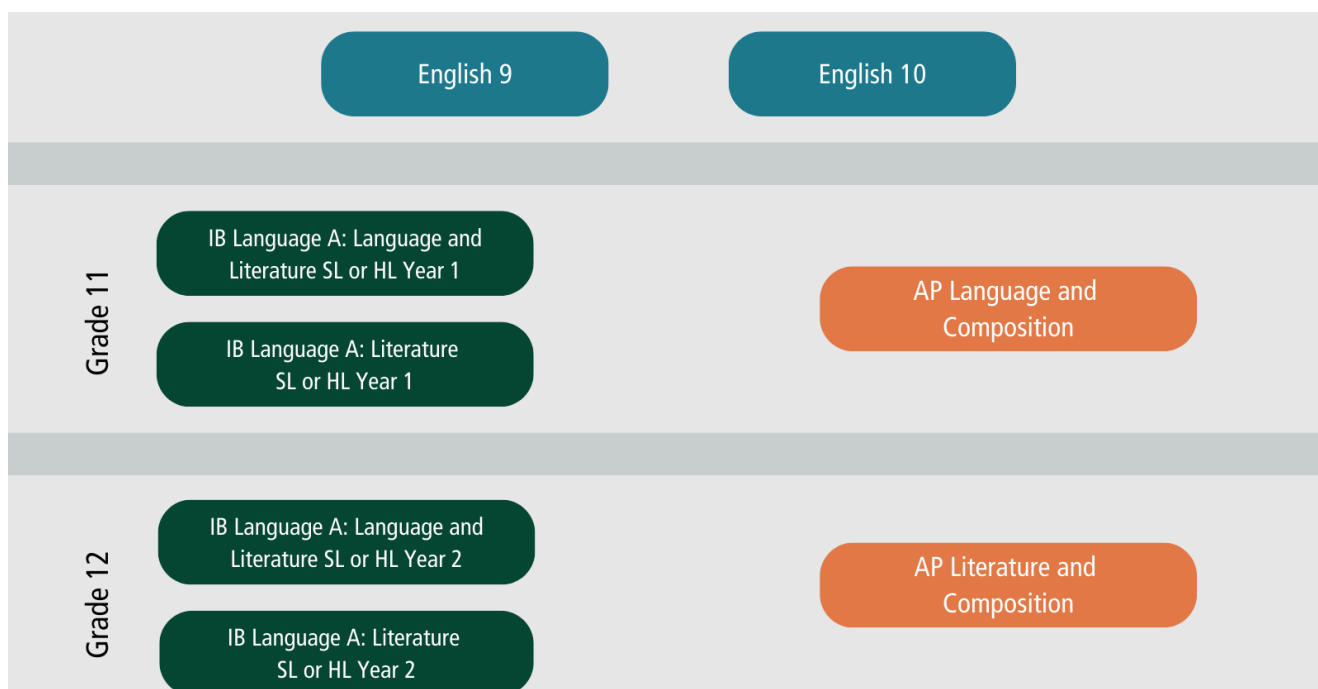 English 9
English 10
Grade 11
IB Language A: Language and
Literature SL or HL Year 1
IB Language A: Literature
SL or HL Year 1
AP Language and
Composition
Grade 12
IB Language A: Language and
Literature SL or HL Year 2
IB Language A: Literature
SL or HL Year 2
AP Literature and
Composition